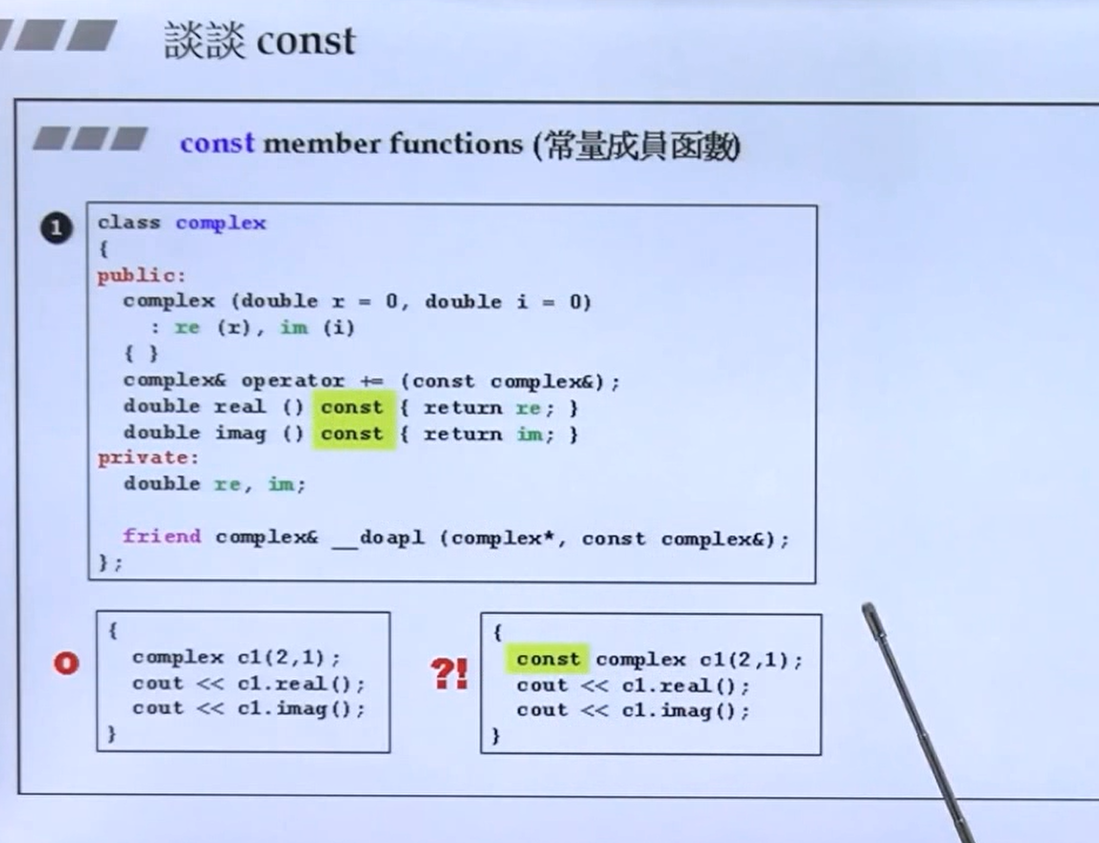 談談 const
const member functions (常量成員函數)
1
class complex
{
public:
complex (double r = 0, double i = 0)
: re (r), im (i)
{ }
complex& operator += (const complex&);
double real () const { return re; }
double imag () const { return im; }
private:
double re, im;
friend complex& __doapl (complex*, const complex&);
};
{
complex c1(2,1);
cout << c1.real();
cout << c1.imag();
}
?!
{
const complex c1(2,1);
cout << c1.real();
cout << c1.imag();
}